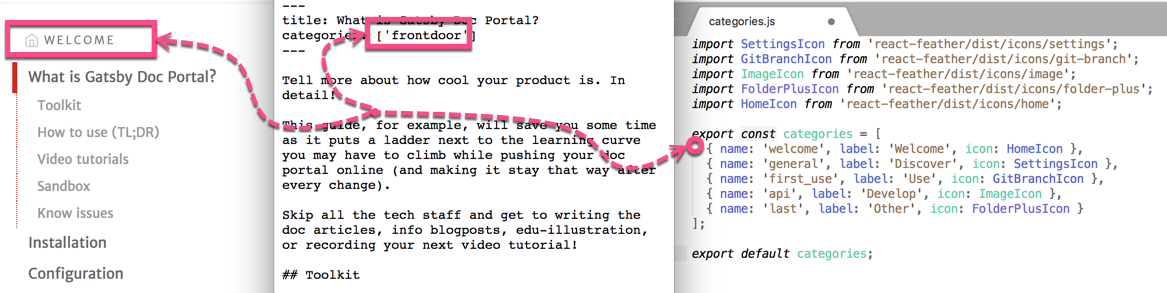 WELCOME
What is Gatsby Doc Portal?
Toolkit
How to use (TL;DR)
Video tutorials
Sandbox
Know issues
Installation
Configuration
---
title: What is Gatsby Doc Portal?
categories: ['frontdoor']
---
Tell more about how cool your product is. In
detail!
This guide, for example, will save you some time
as it puts a ladder next to the learning curve
you may have to climb while pushing your doc
portal online (and making it stay that way after
every change).
Skip all the tech staff and get to writing the
doc articles, info blogposts, edu-illustration,
or recording your next video tutorial!
## Toolkit
categories.js
import SettingsIcon from 'react-feather/dist/icons/settings';
import GitBranchIcon from 'react-feather/dist/icons/git-branch';
import ImageIcon from 'react-feather/dist/icons/image';
import FolderPlusIcon from 'react-feather/dist/icons/folder-plus';
import HomeIcon from 'react-feather/dist/icons/home';
export const categories = [
{ name: 'welcome', label: 'Welcome', icon: HomeIcon },
{ name: 'general', label: 'Discover', icon: SettingsIcon },
{ name: 'first_use', label: 'Use', icon: GitBranchIcon },
{ name: 'api', label: 'Develop', icon: ImageIcon },
{ name: 'last', label: 'Other', icon: FolderPlusIcon }
];
export default categories;